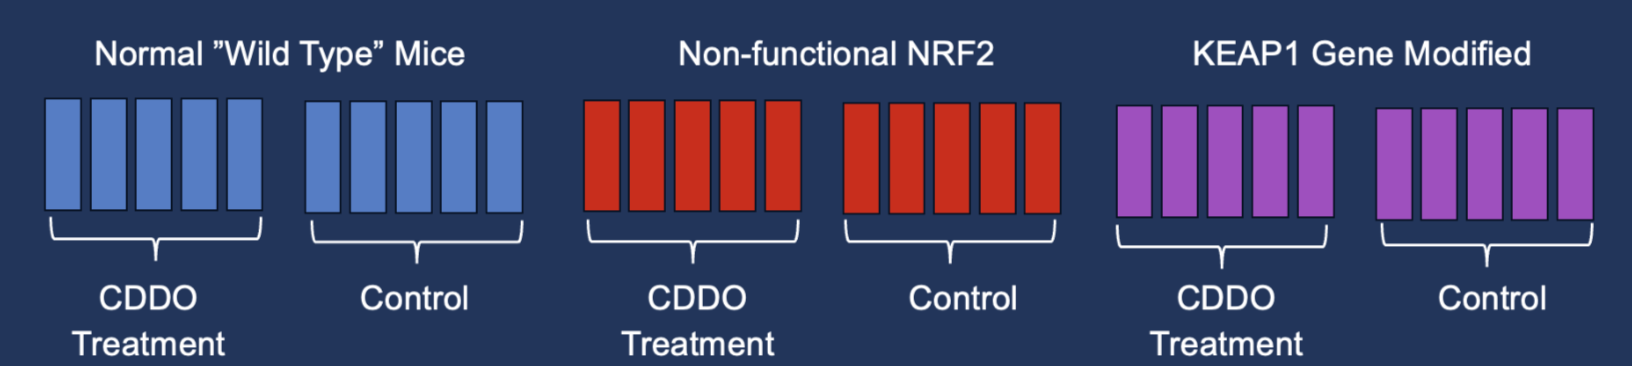 Normal ”Wild Type” Mice
Non-functional NRF2
KEAP1 Gene Modified
CDDO
Treatment
Control
CDDO
Treatment
Control
CDDO
Treatment
Control